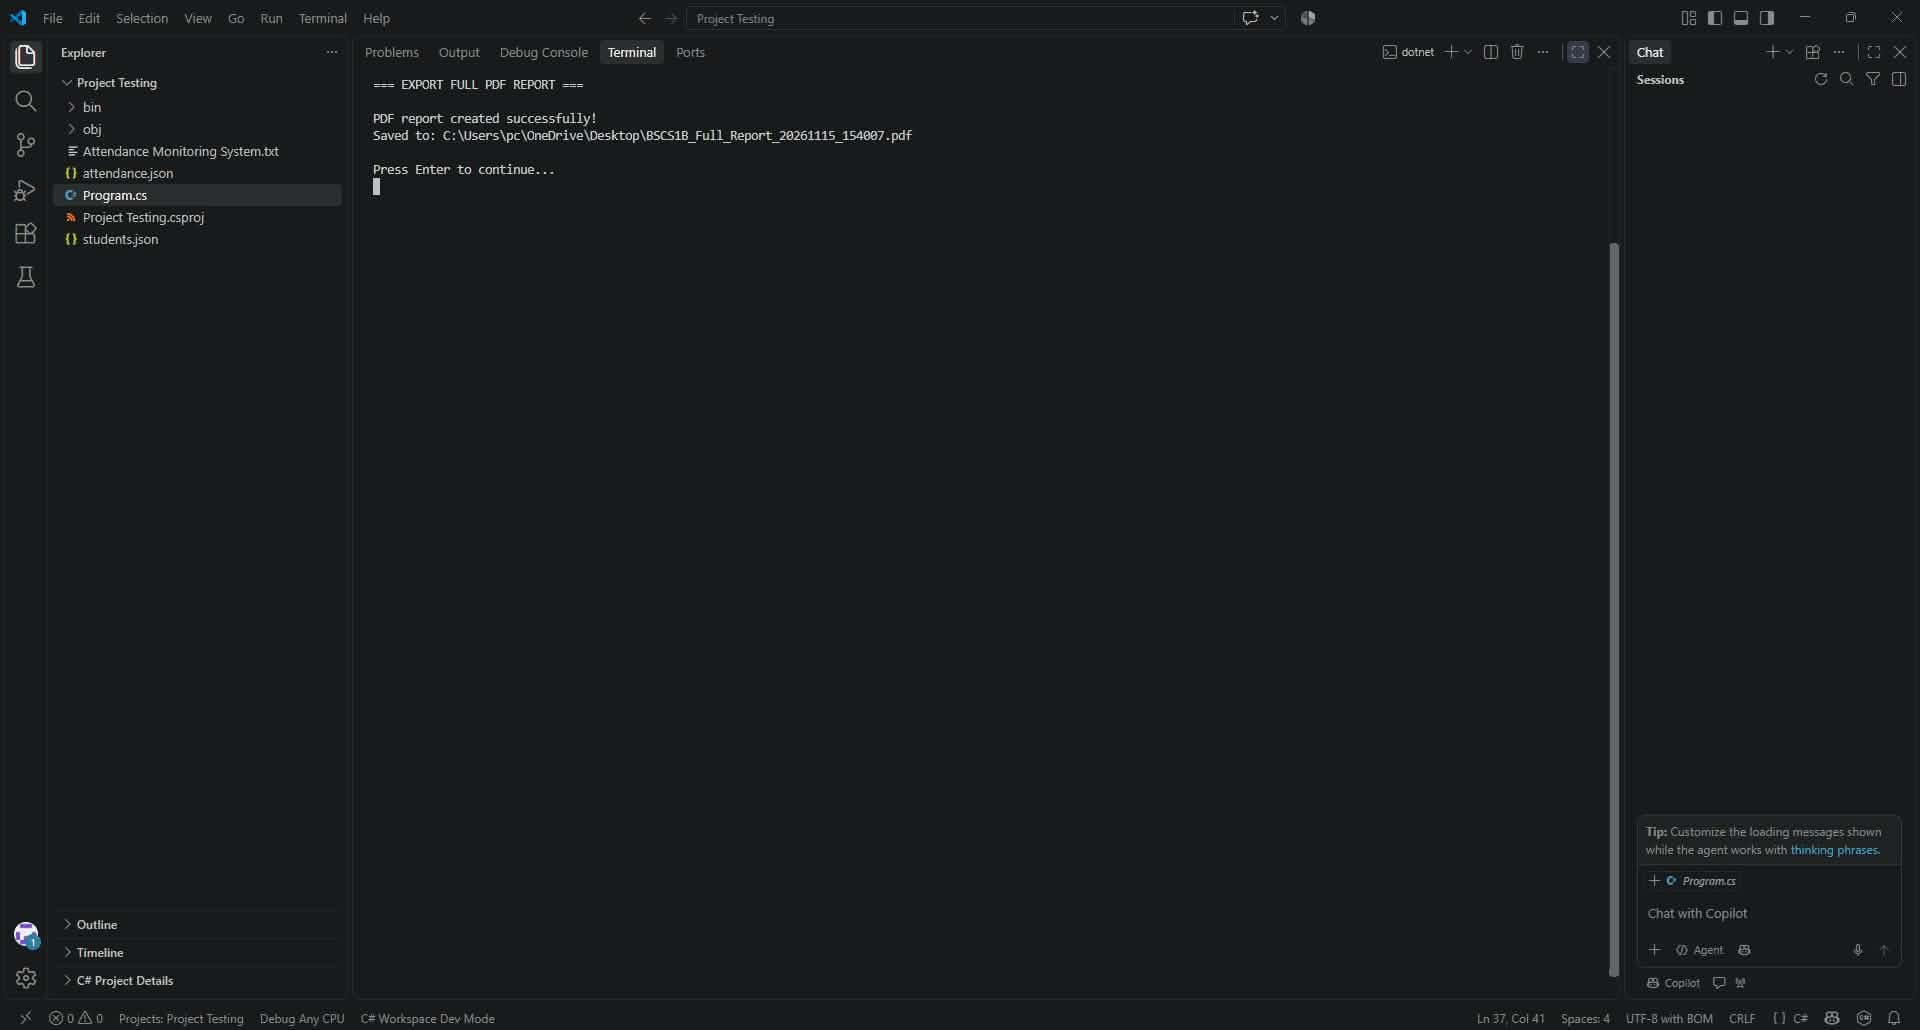 File Edit Selection View Go Run Terminal Help
Project Testing
Explorer
Project Testing
bin
obj
Attendance Monitoring System.txt
attendance.json
Program.cs
Project Testing.csproj
students.json
Outline
Timeline
C# Project Details
Problems Output Debug Console Terminal Ports
dotnet
=== EXPORT FULL PDF REPORT ===
PDF report created successfully!
Saved to: C:\Users\pc\OneDrive\Desktop\BSCS1B_Full_Report_20261115_154007.pdf
Press Enter to continue...
Chat
Sessions
Tip: Customize the loading messages shown
while the agent works with thinking phrases.
Program.cs
Chat with Copilot
Agent
Copilot
1
0 0 Projects: Project Testing Debug Any CPU C# Workspace Dev Mode
Ln 37, Col 41 Spaces: 4 UTF-8 with BOM CRLF { } C#